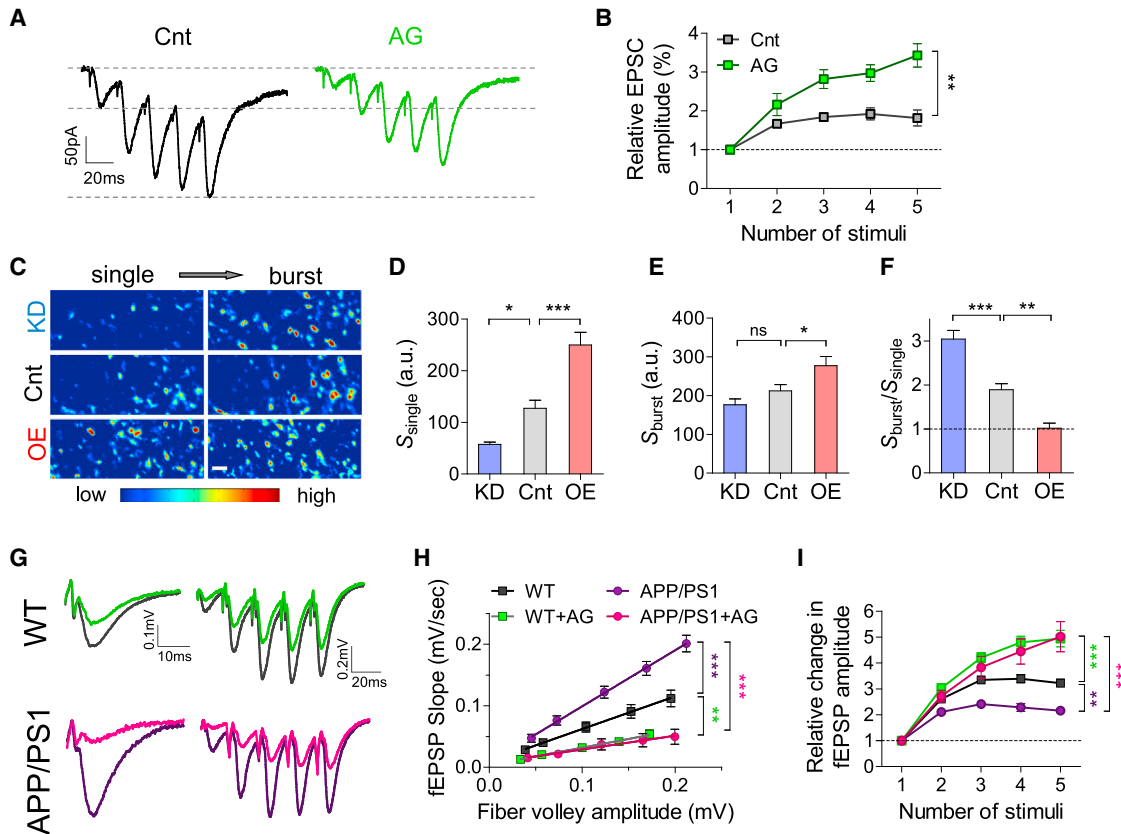 A
Cnt
AG
50pA
20ms
B
Cnt
AG
Relative EPSC
amplitude (%)
4
3
2
1
0
**
1 2 3 4 5
Number of stimuli
C
single
burst
KD
Cnt
OE
low
high
D
* ***
Ssingle (a.u.)
300
200
100
0
KD Cnt OE
E
ns *
Sburst (a.u.)
400
300
200
100
0
KD Cnt OE
F
*** **
Sburst/Ssingle
3
2
1
0
KD Cnt OE
G
WT
0.1mV
10ms
0.2mV
20ms
APP/PS1
H
WT
APP/PS1
WT+AG
APP/PS1+AG
fEPSP Slope (mV/sec)
0.2
0.1
0.0
***
**
***
0.0 0.1 0.2
Fiber volley amplitude (mV)
I
Relative change in
fEPSP amplitude
6
5
4
3
2
1
0
***
**
***
1 2 3 4 5
Number of stimuli